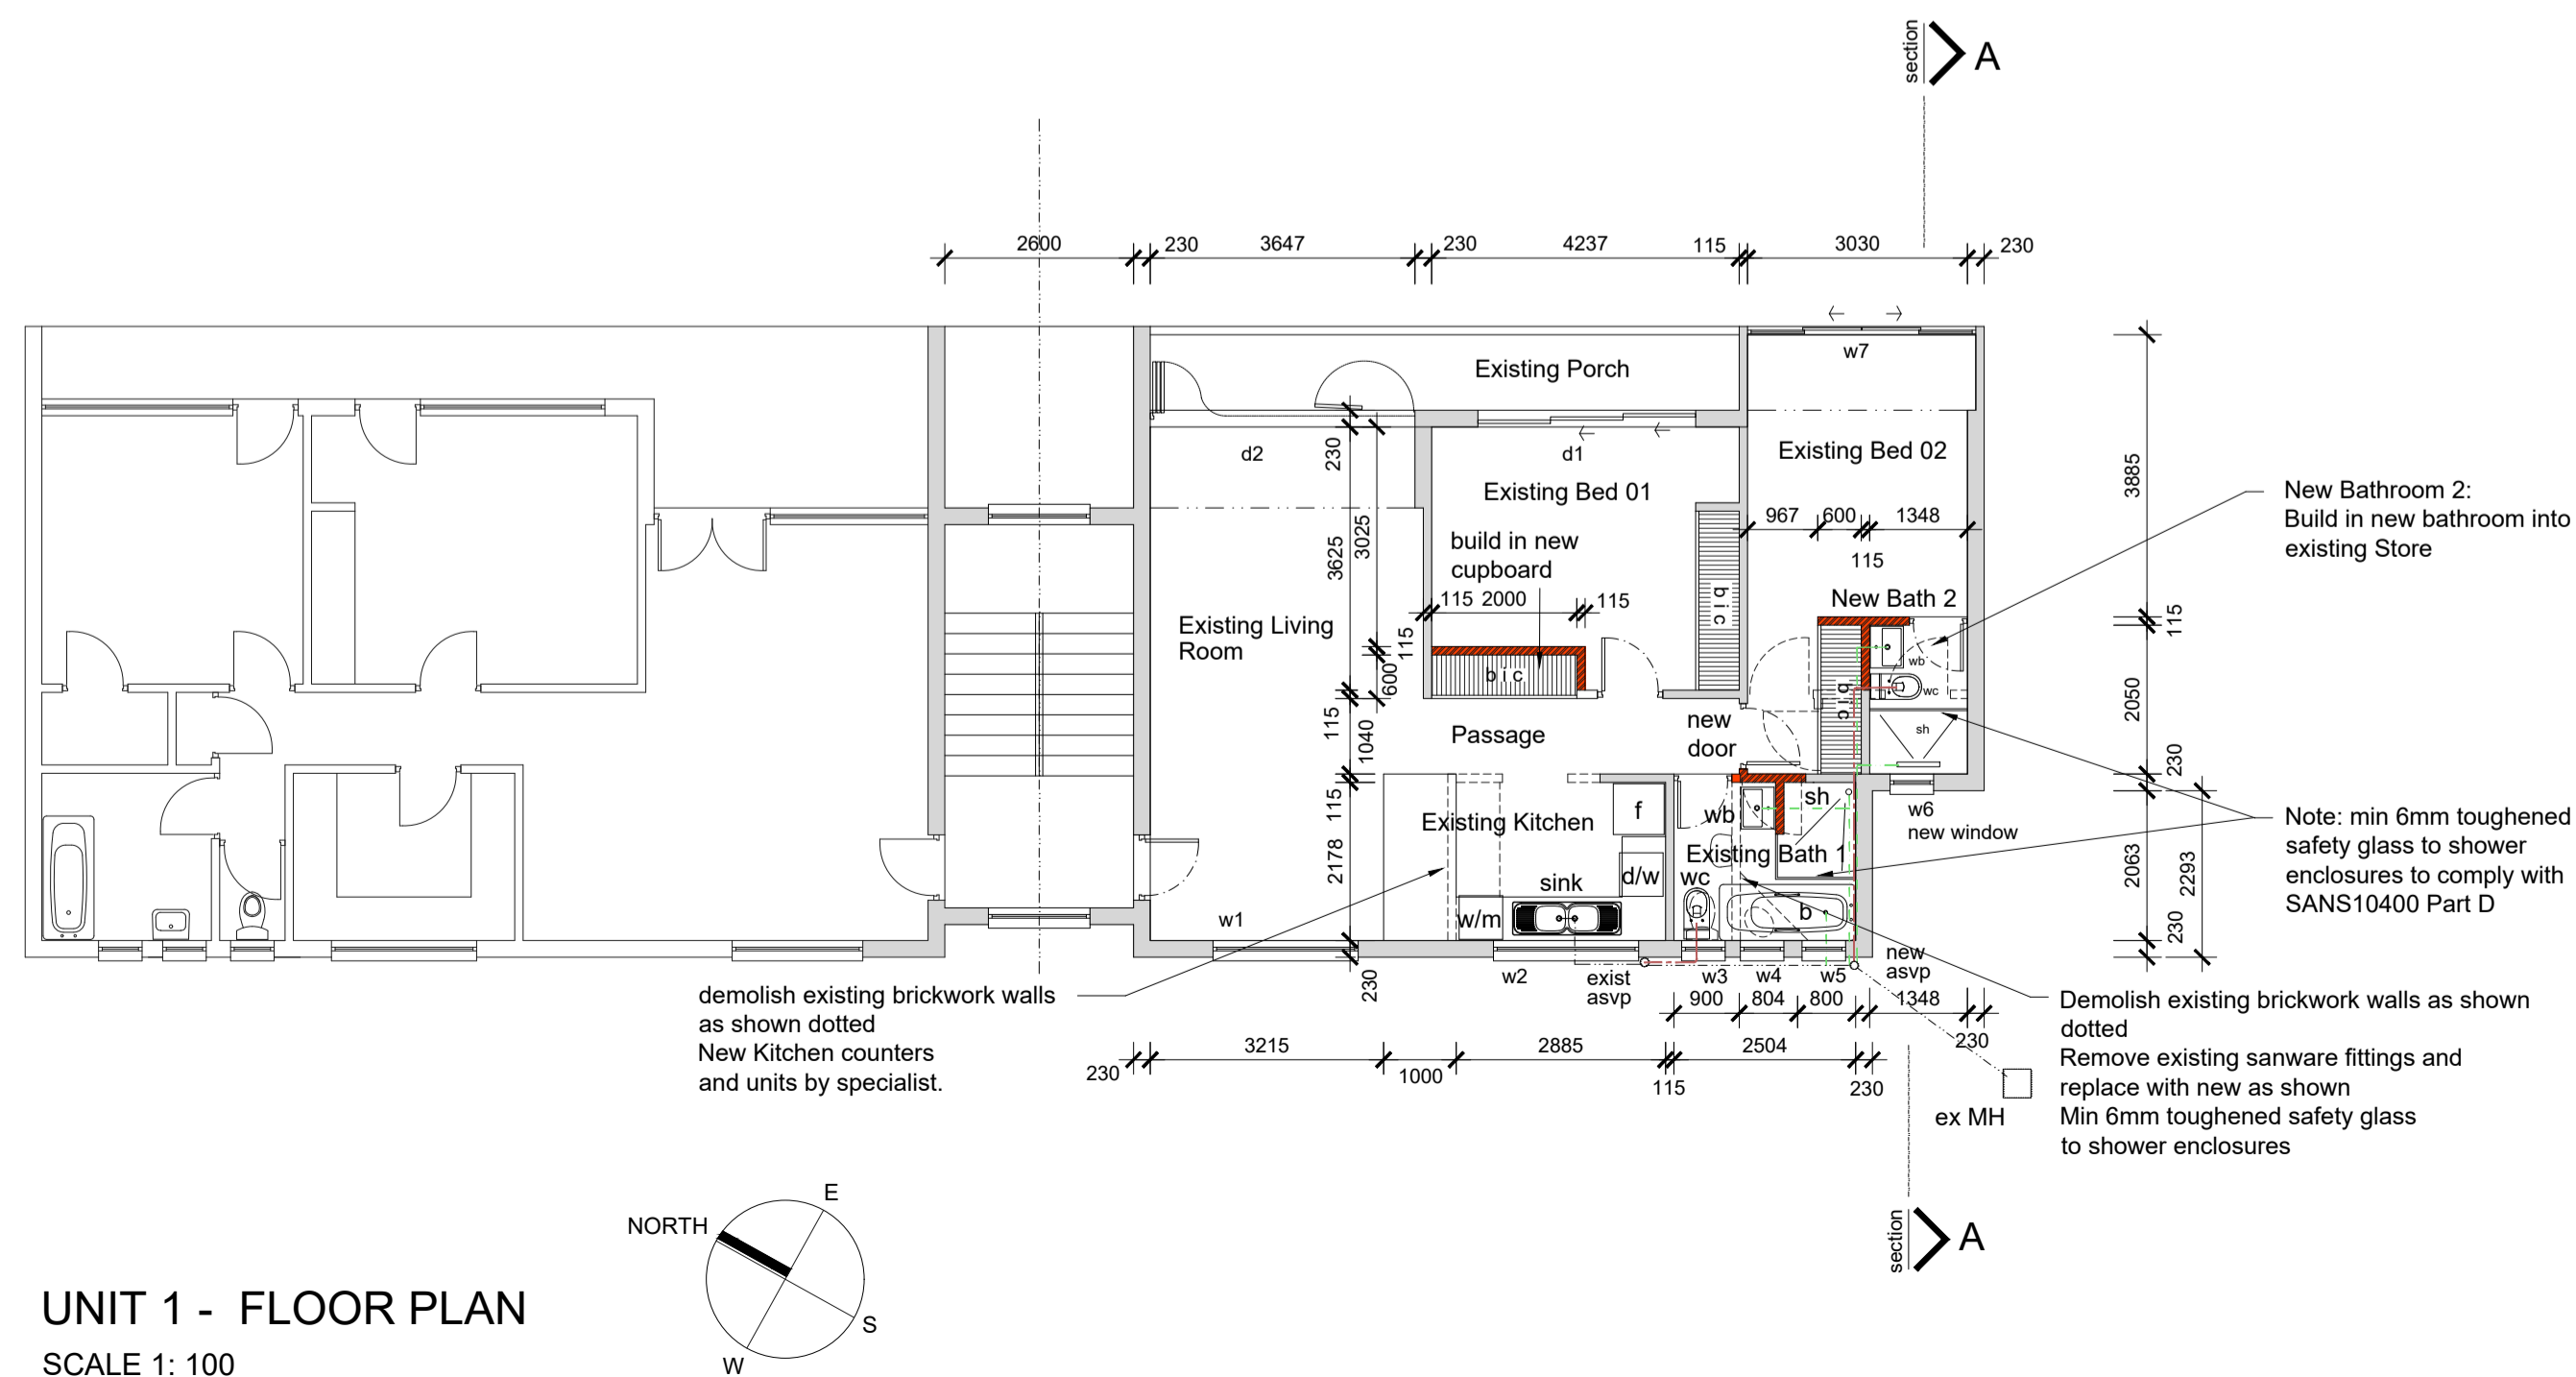 section
A
2600
230
3647
230
4237
115
3030
230
w7
Existing Porch
d2
d1
Existing Bed 01
Existing Bed 02
230
3625
3025
115
600
115
1040
115
2178
230
build in new
cupboard
115 2000
115
b i c
b i c
b i c
967
600
1348
115
New Bath 2
wb
wc
sh
3885
115
2050
230
2063
2293
230
New Bathroom 2:
Build in new bathroom into
existing Store
Existing Living
Room
Passage
new
door
Existing Kitchen
f
d/w
sink
w/m
wb
sh
Existing Bath 1
wc
b
w6
new window
Note: min 6mm toughened
safety glass to shower
enclosures to comply with
SANS10400 Part D
w1
w2
exist
asvp
w3
w4
w5
new
asvp
900
804
800
1348
230
230
3215
1000
2885
115
2504
230
demolish existing brickwork walls
as shown dotted
New Kitchen counters
and units by specialist.
Demolish existing brickwork walls as shown
dotted
Remove existing sanware fittings and
replace with new as shown
Min 6mm toughened safety glass
to shower enclosures
ex MH
section
A
NORTH
E
S
W
UNIT 1 - FLOOR PLAN
SCALE 1: 100